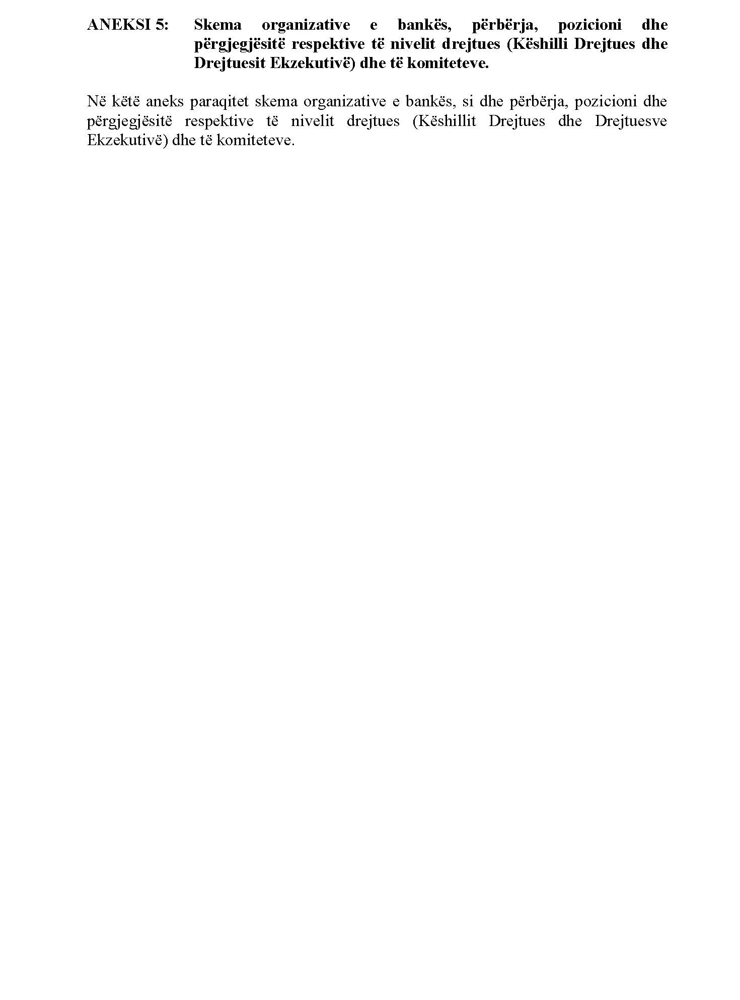 ANEKSI 5: Skema organizative e bankës, përbërja, pozicioni dhe
përgjegjësitë respektive të nivelit drejtues (Këshilli Drejtues dhe
Drejtuesit Ekzekutivë) dhe të komiteteve.
Në këtë aneks paraqitet skema organizative e bankës, si dhe përbërja, pozicioni dhe
përgjegjësitë respektive të nivelit drejtues (Këshillit Drejtues dhe Drejtuesve
Ekzekutivë) dhe të komiteteve.